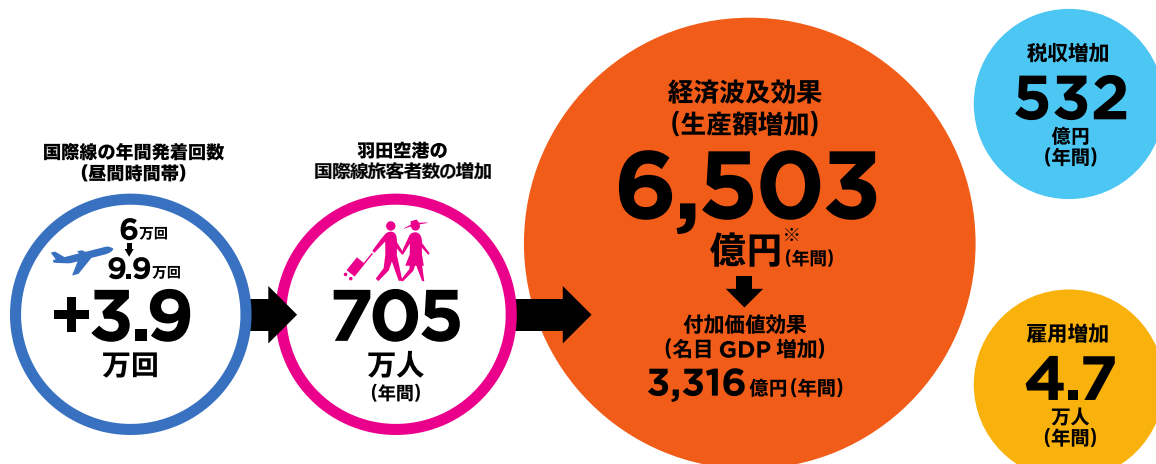 国際線の年間発着回数
(昼間時間帯)
6万回
9.9万回
+3.9
万回
羽田空港の
国際線旅客者数の増加
705
万人
(年間)
経済波及効果
(生産額増加)
6,503
億円※(年間)
付加価値効果
(名目 GDP 増加)
3,316億円(年間)
税収増加
532
億円
(年間)
雇用増加
4.7
万人
(年間)